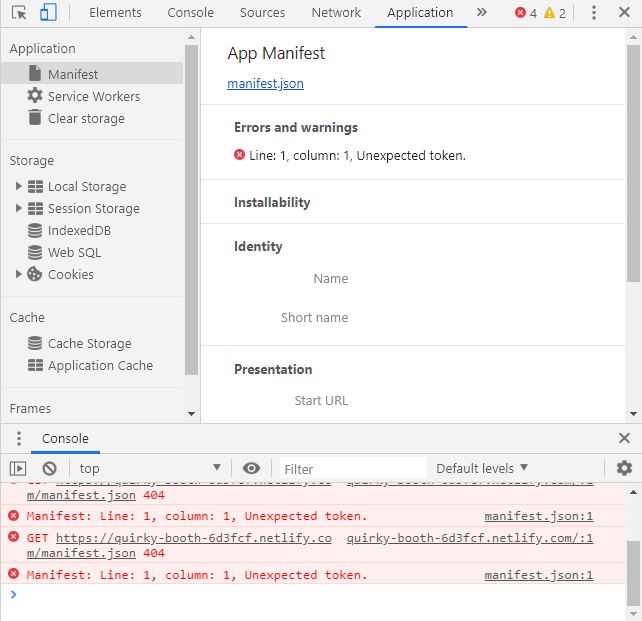 Elements Console Sources Network Application » 4 2
Application
Manifest
Service Workers
Clear storage
Storage
Local Storage
Session Storage
IndexedDB
Web SQL
Cookies
Cache
Cache Storage
Application Cache
Frames
App Manifest
manifest.json
Errors and warnings
Line: 1, column: 1, Unexpected token.
Installability
Identity
Name
Short name
Presentation
Start URL
Console
top Filter Default levels
m/manifest.json 404
Manifest: Line: 1, column: 1, Unexpected token. manifest.json:1
GET https://quirky-booth-6d3fcf.netlify.co quirky-booth-6d3fcf.netlify.com/:1
m/manifest.json 404
Manifest: Line: 1, column: 1, Unexpected token. manifest.json:1